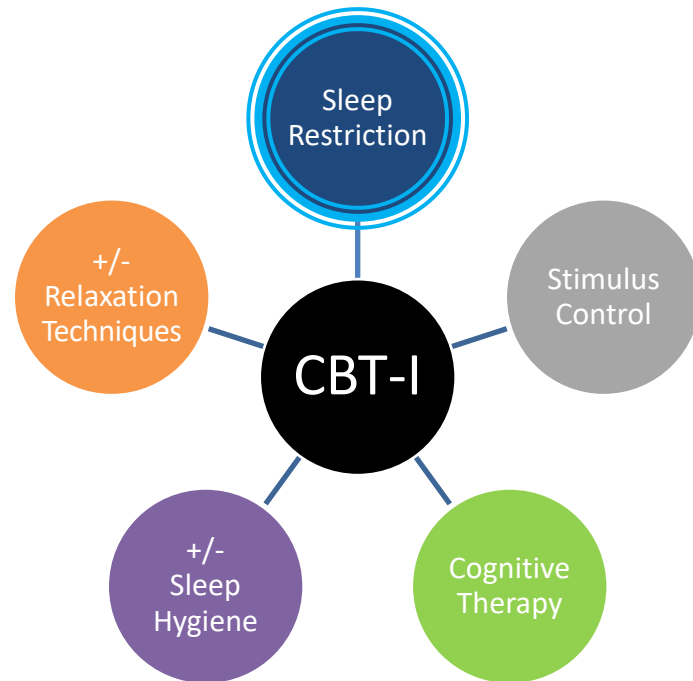 Sleep
Restriction
+/-
Relaxation
Techniques
Stimulus
Control
CBT-I
+/-
Sleep
Hygiene
Cognitive
Therapy